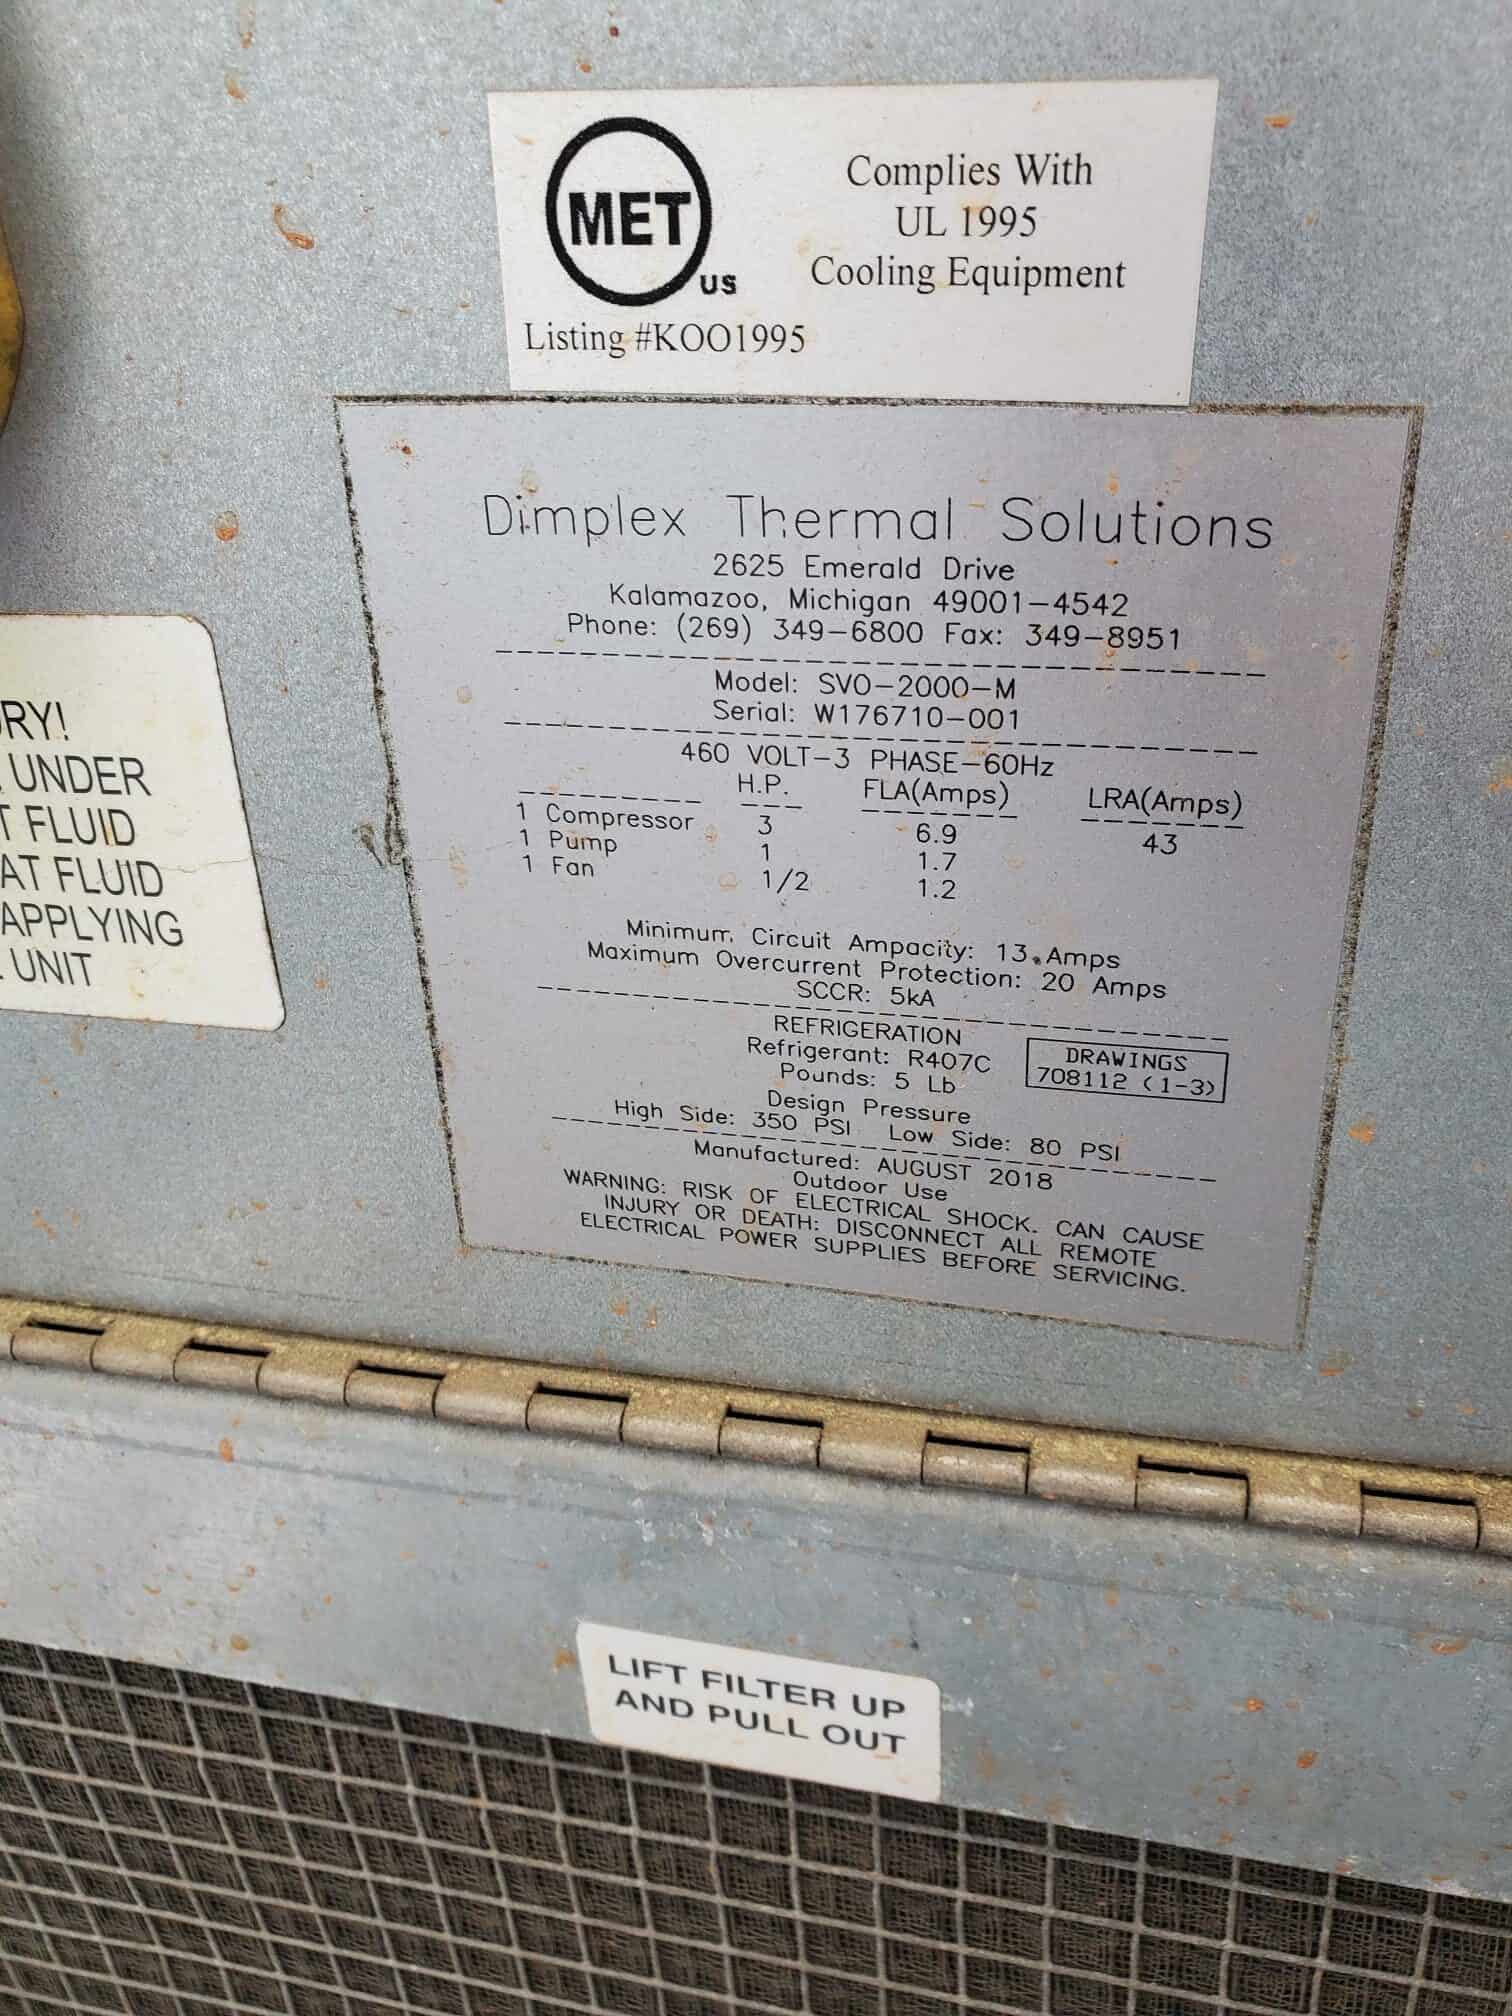 MET
US
Complies With
UL 1995
Cooling Equipment
Listing #KOO1995
Dimplex Thermal Solutions
2625 Emerald Drive
Kalamazoo, Michigan 49001-4542
Phone: (269) 349-6800 Fax: 349-8951
Model: SVO-2000-M
Serial: W176710-001
460 VOLT-3 PHASE-60Hz
H.P. FLA(Amps) LRA(Amps)
1 Compressor 3 6.9 43
1 Pump 1 1.7
1 Fan 1/2 1.2
Minimum Circuit Ampacity: 13 Amps
Maximum Overcurrent Protection: 20 Amps
SCCR: 5kA
REFRIGERATION
Refrigerant: R407C
Pounds: 5 Lb
DRAWINGS
708112 (1-3)
Design Pressure
High Side: 350 PSI Low Side: 80 PSI
Manufactured: AUGUST 2018
Outdoor Use
WARNING: RISK OF ELECTRICAL SHOCK. CAN CAUSE
INJURY OR DEATH: DISCONNECT ALL REMOTE
ELECTRICAL POWER SUPPLIES BEFORE SERVICING.
RY!
UNDER
T FLUID
AT FLUID
APPLYING
UNIT
LIFT FILTER UP
AND PULL OUT